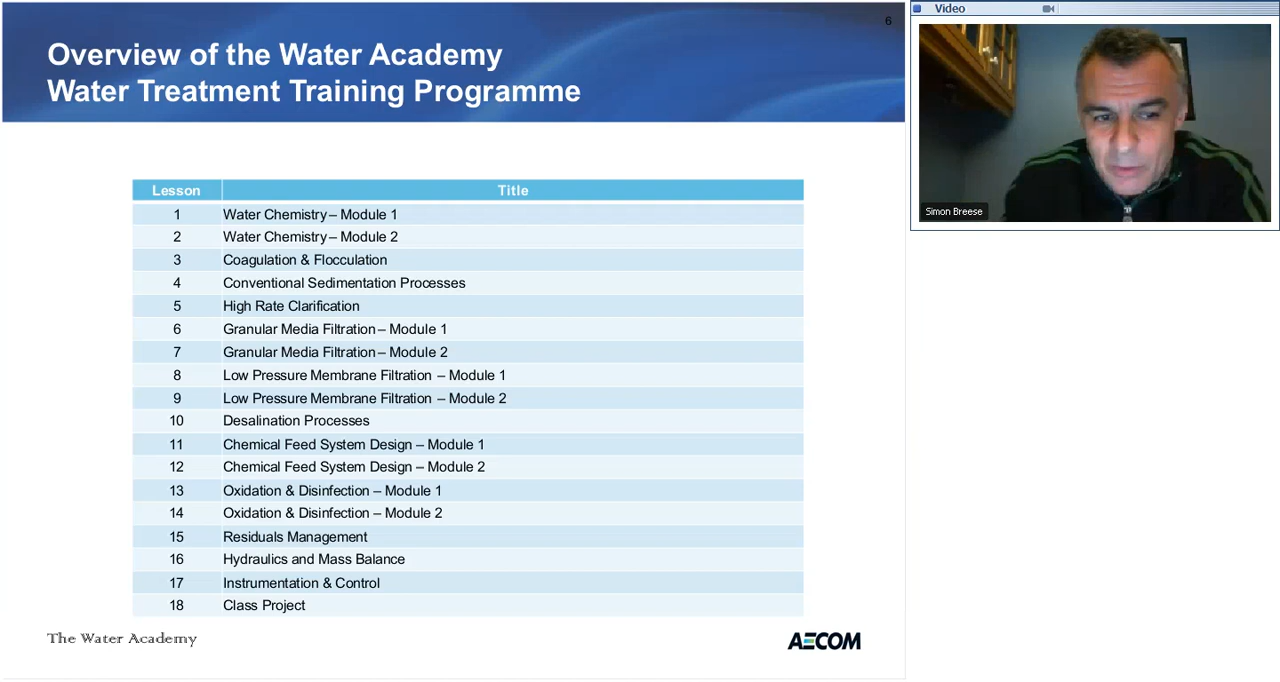 6
Overview of the Water Academy
Water Treatment Training Programme
Lesson Title
1 Water Chemistry – Module 1
2 Water Chemistry – Module 2
3 Coagulation & Flocculation
4 Conventional Sedimentation Processes
5 High Rate Clarification
6 Granular Media Filtration – Module 1
7 Granular Media Filtration – Module 2
8 Low Pressure Membrane Filtration – Module 1
9 Low Pressure Membrane Filtration – Module 2
10 Desalination Processes
11 Chemical Feed System Design – Module 1
12 Chemical Feed System Design – Module 2
13 Oxidation & Disinfection – Module 1
14 Oxidation & Disinfection – Module 2
15 Residuals Management
16 Hydraulics and Mass Balance
17 Instrumentation & Control
18 Class Project
The Water Academy
AECOM
Video
Simon Breese